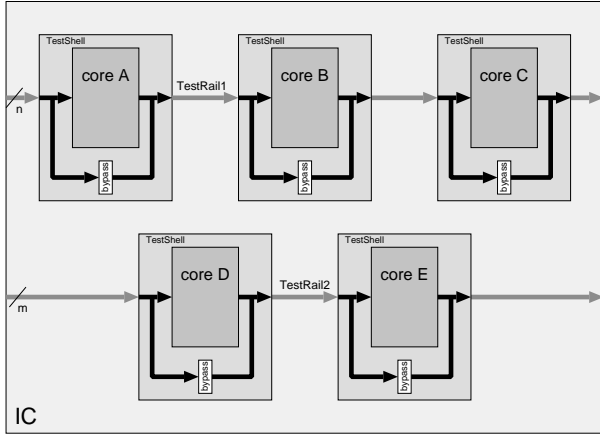 TestShell
TestShell
TestShell
core A
core B
core C
TestRail1
n
bypass
bypass
bypass
TestShell
TestShell
core D
core E
TestRail2
m
bypass
bypass
IC